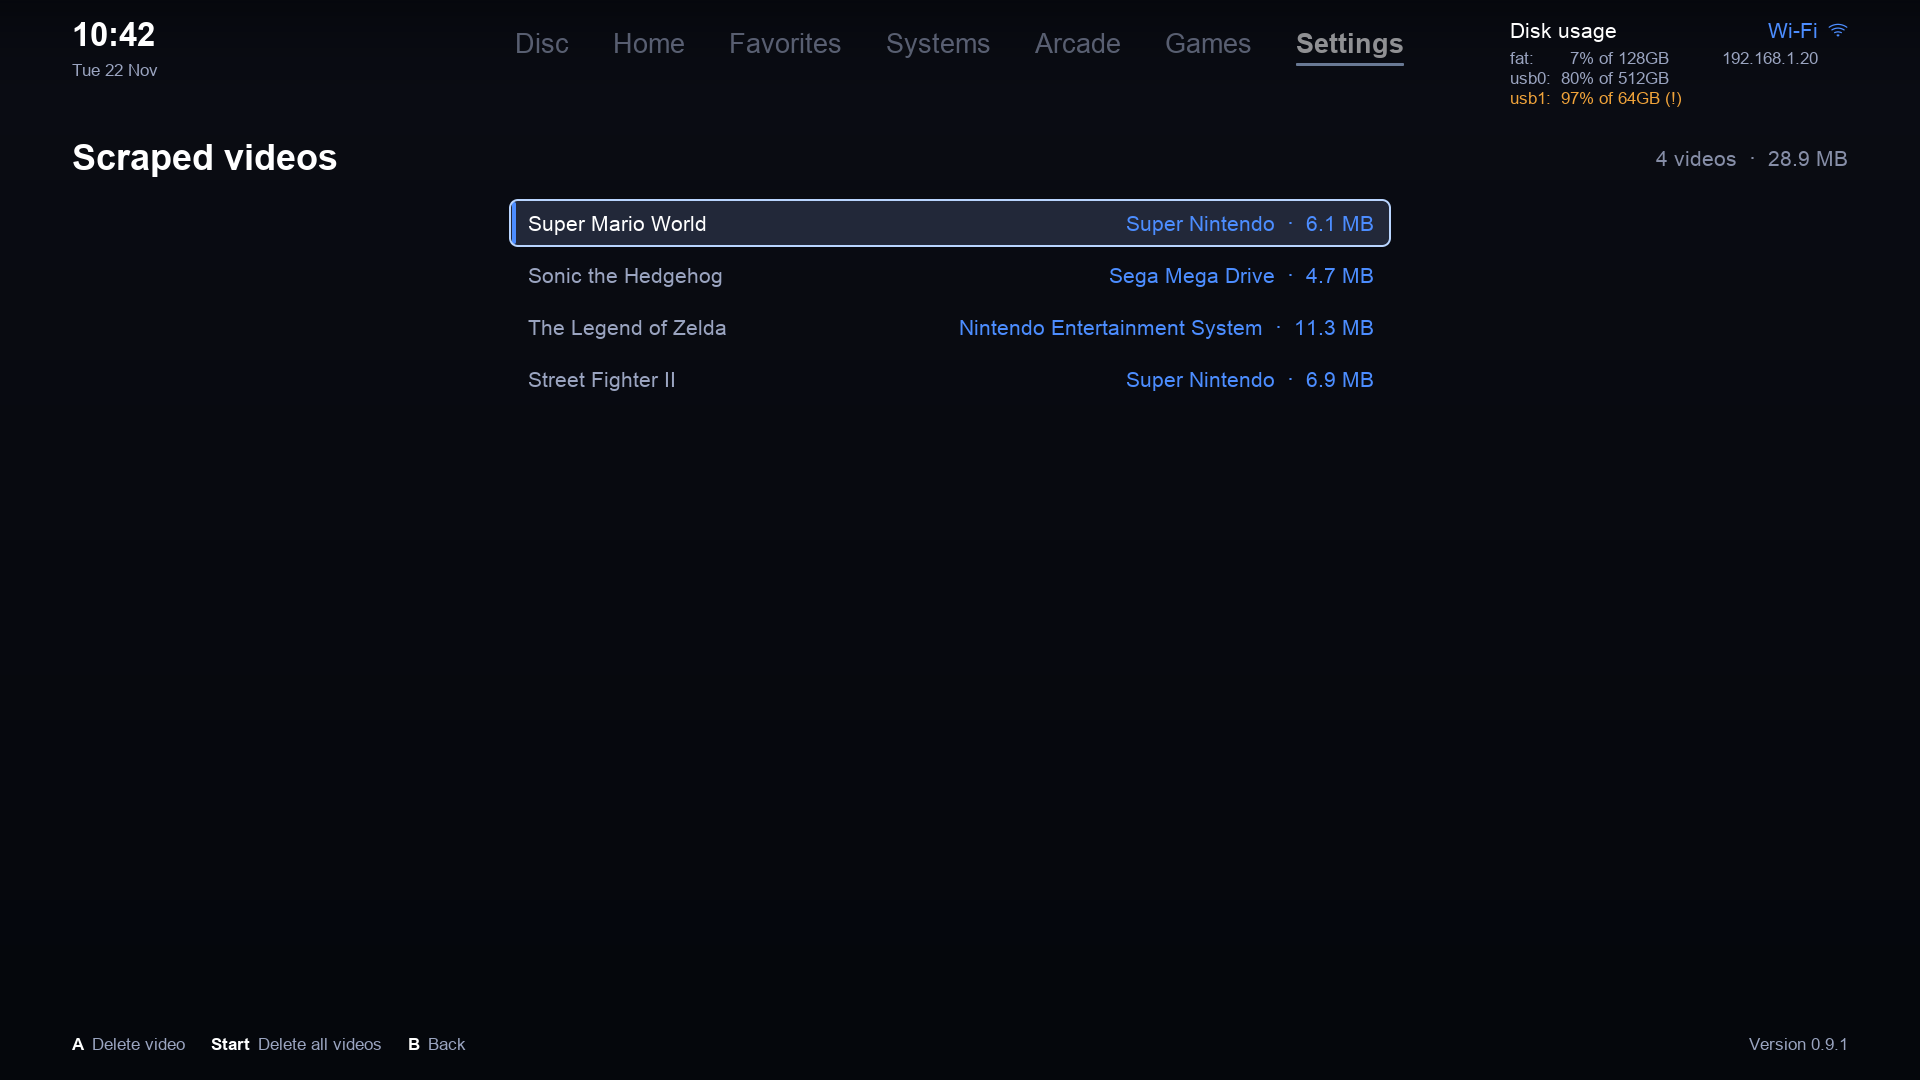 10:42
Tue 22 Nov
Disc Home Favorites Systems Arcade Games Settings
Disk usage
fat: 7% of 128GB
usb0: 80% of 512GB
usb1: 97% of 64GB (!)
Wi-Fi
192.168.1.20
Scraped videos
4 videos · 28.9 MB
Super Mario World Super Nintendo · 6.1 MB
Sonic the Hedgehog Sega Mega Drive · 4.7 MB
The Legend of Zelda Nintendo Entertainment System · 11.3 MB
Street Fighter II Super Nintendo · 6.9 MB
A Delete video Start Delete all videos B Back
Version 0.9.1